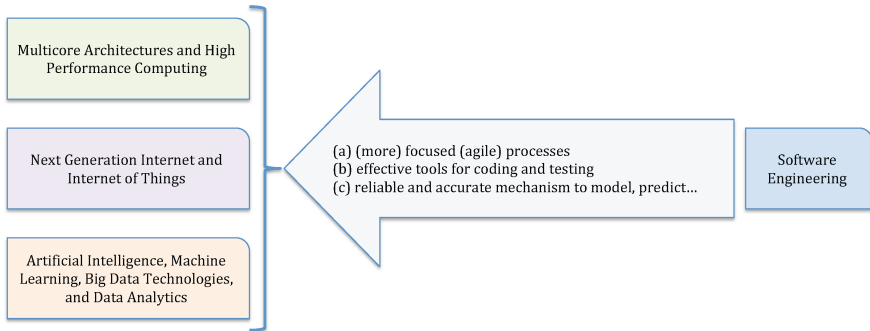 Multicore Architectures and High
Performance Computing
Next Generation Internet and
Internet of Things
Artificial Intelligence, Machine
Learning, Big Data Technologies,
and Data Analytics
(a) (more) focused (agile) processes
(b) effective tools for coding and testing
(c) reliable and accurate mechanism to model, predict…
Software
Engineering